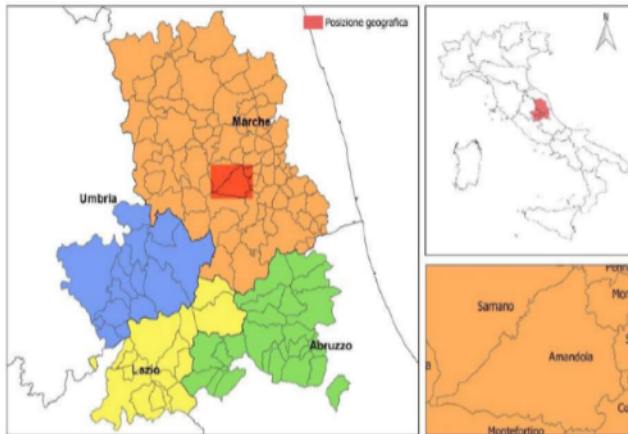 Posizione geografica
Marche
Umbria
Abruzzo
Lazio
N
Sarnano
Amandola
Montefortino